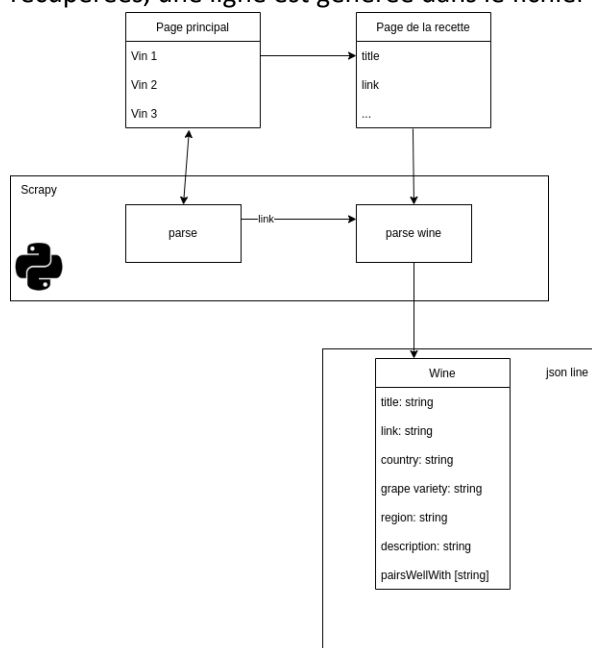 récupérées, une ligne est générée dans le fichier
Page principal
Vin 1
Vin 2
Vin 3
Page de la recette
title
link
...
Scrapy
parse
link
parse wine
json line
Wine
title: string
link: string
country: string
grape variety: string
region: string
description: string
pairsWellWith [string]